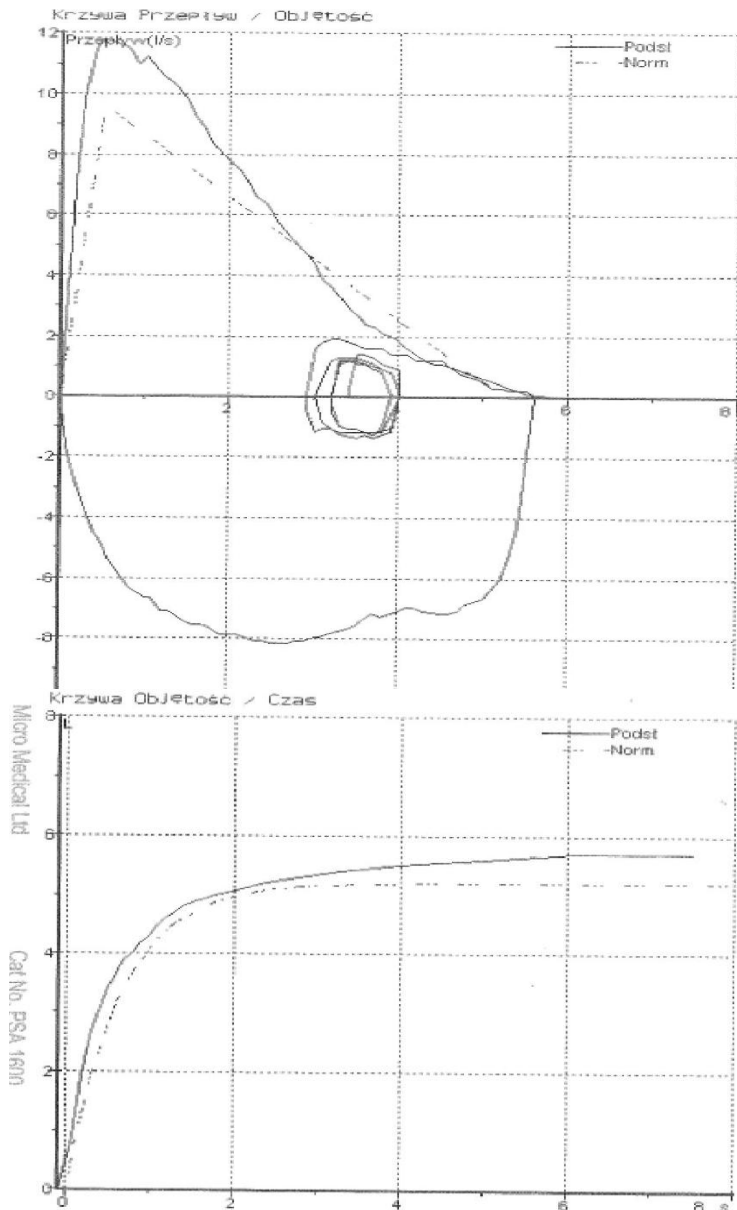 Krzywa Przepływ / Objętość
12
Przepływ(l/s)
Podst
-Norm
10
8
6
4
2
0
2
4
6
8
-2
-4
-6
-8
Krzywa Objętość / Czas
8
L
Podst
-Norm
6
4
2
0
0
2
4
6
8
s
Micro Medical Ltd
Cat No. PSA 1600